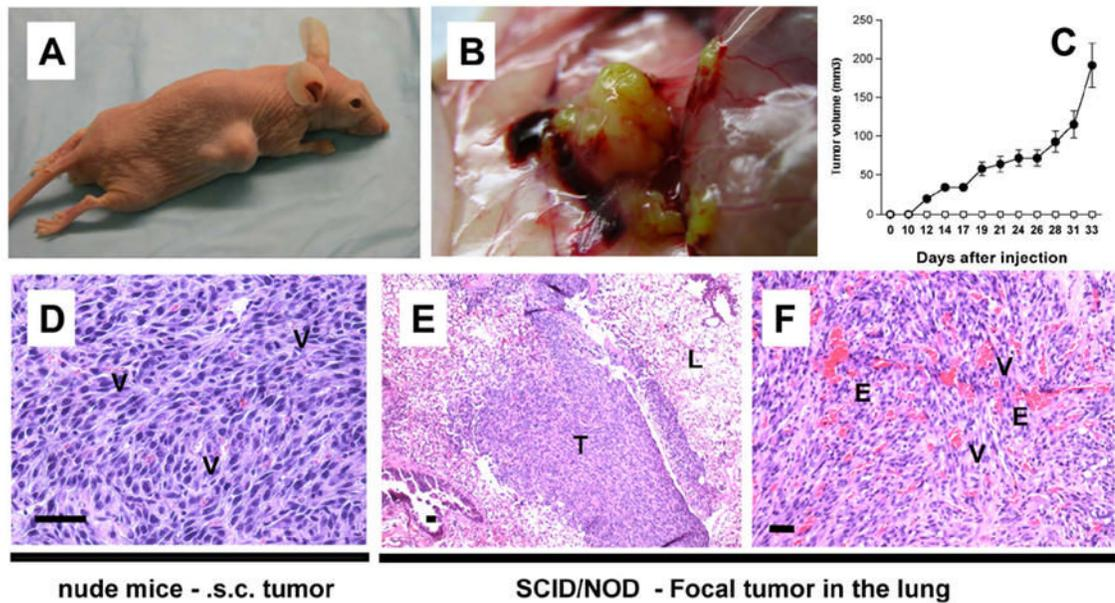 A
B
C
Tumor volume (mm3)
250
200
150
100
50
0
0 10 12 14 17 19 21 24 26 28 31 33
Days after injection
D
V
V
V
E
L
T
F
V
E
E
V
nude mice - .s.c. tumor
SCID/NOD - Focal tumor in the lung